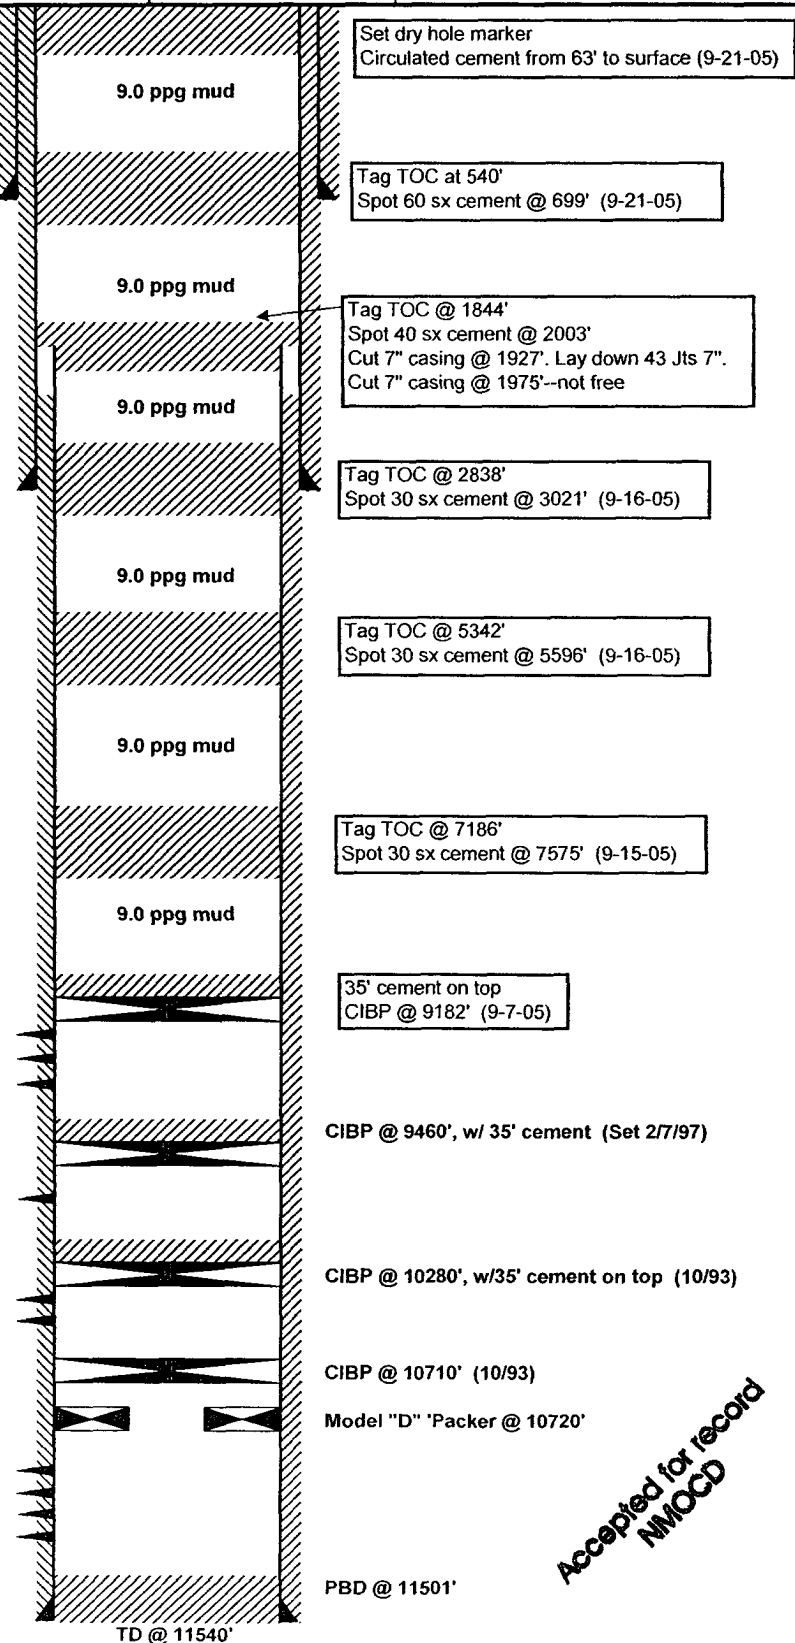 Set dry hole marker
Circulated cement from 63' to surface (9-21-05)
9.0 ppg mud
Tag TOC at 540'
Spot 60 sx cement @ 699' (9-21-05)
9.0 ppg mud
Tag TOC @ 1844'
Spot 40 sx cement @ 2003'
Cut 7" casing @ 1927'. Lay down 43 Jts 7".
Cut 7" casing @ 1975'--not free
9.0 ppg mud
Tag TOC @ 2838'
Spot 30 sx cement @ 3021' (9-16-05)
9.0 ppg mud
Tag TOC @ 5342'
Spot 30 sx cement @ 5596' (9-16-05)
9.0 ppg mud
Tag TOC @ 7186'
Spot 30 sx cement @ 7575' (9-15-05)
9.0 ppg mud
35' cement on top
CIBP @ 9182' (9-7-05)
CIBP @ 9460', w/ 35' cement (Set 2/7/97)
CIBP @ 10280', w/35' cement on top (10/93)
CIBP @ 10710' (10/93)
Model "D" 'Packer @ 10720'
Accepted for record
NMOCD
PBD @ 11501'
TD @ 11540'